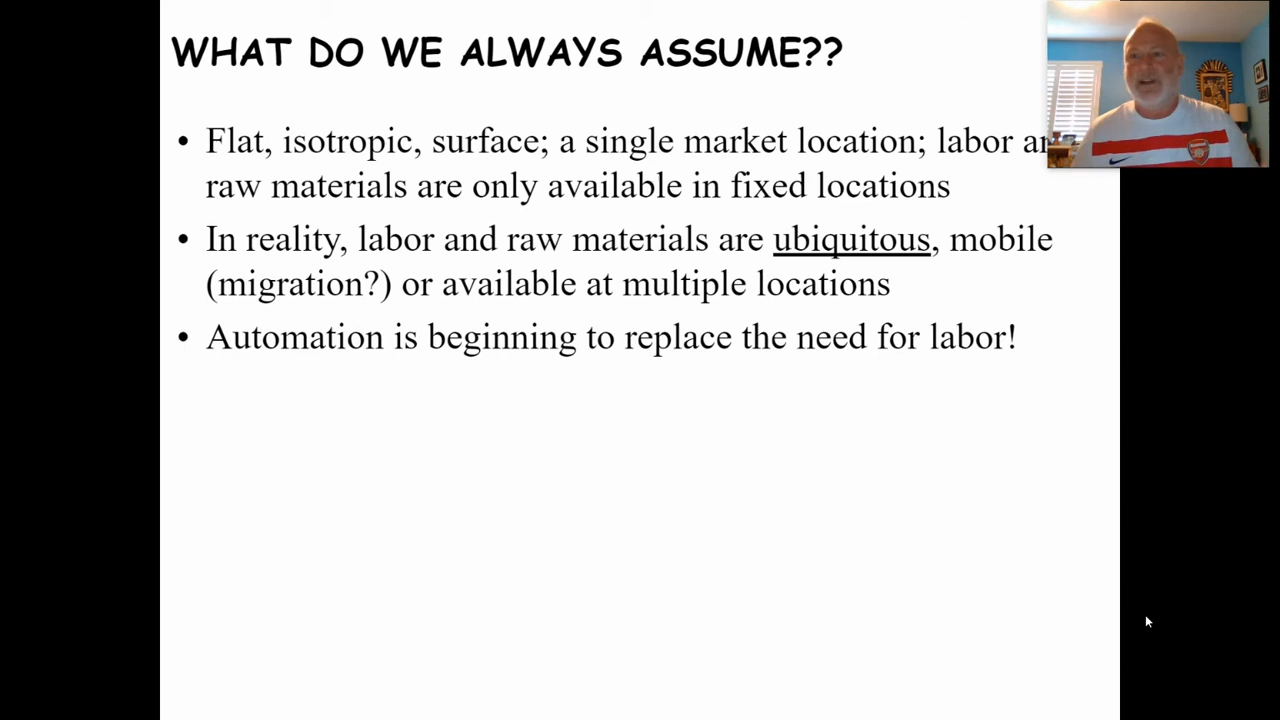 WHAT DO WE ALWAYS ASSUME??
• Flat, isotropic, surface; a single market location; labor
raw materials are only available in fixed locations
• In reality, labor and raw materials are ubiquitous, mobile
(migration?) or available at multiple locations
• Automation is beginning to replace the need for labor!